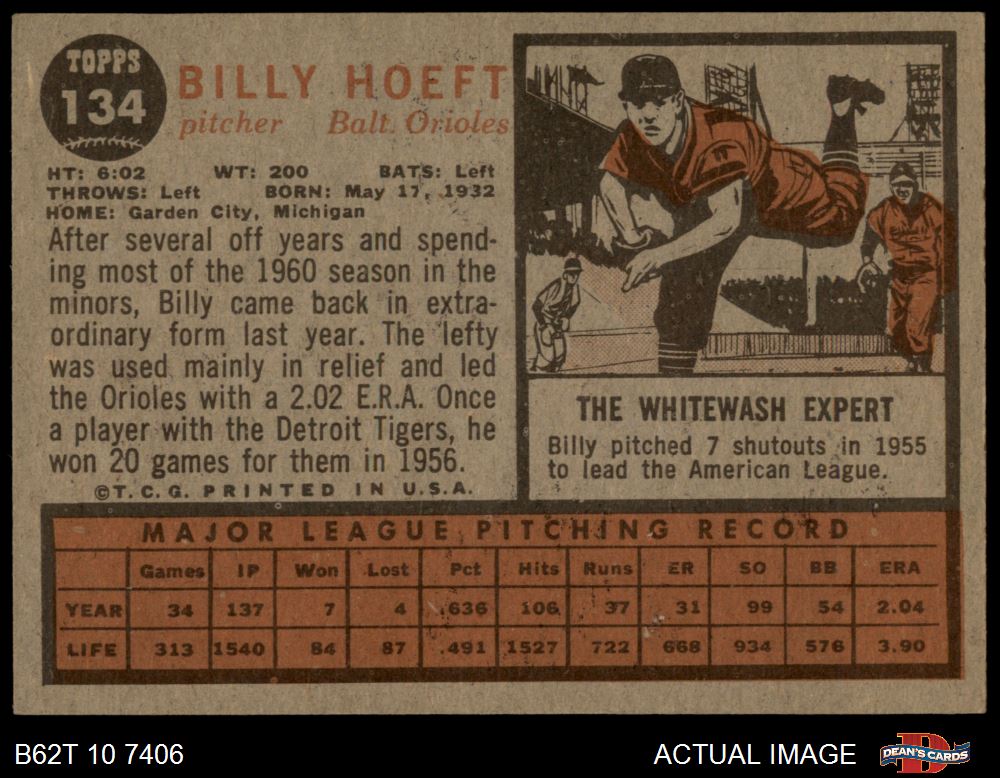 TOPPS
134
BILLY HOEFT
pitcher Balt. Orioles
HT: 6:02 WT: 200 BATS: Left
THROWS: Left BORN: May 17, 1932
HOME: Garden City, Michigan
After several off years and spend-
ing most of the 1960 season in the
minors, Billy came back in extra-
ordinary form last year. The lefty
was used mainly in relief and led
the Orioles with a 2.02 E.R.A. Once
a player with the Detroit Tigers, he
won 20 games for them in 1956.
©T.C.G. PRINTED IN U.S.A.
THE WHITEWASH EXPERT
Billy pitched 7 shutouts in 1955
to lead the American League.
MAJOR LEAGUE PITCHING RECORD
Games IP Won Lost Pct Hits Runs ER SO BB ERA
YEAR 34 137 7 4 .636 106 37 31 99 54 2.04
LIFE 313 1540 84 87 .491 1527 722 668 934 576 3.90
B62T 10 7406 ACTUAL IMAGE DEAN'S CARDS